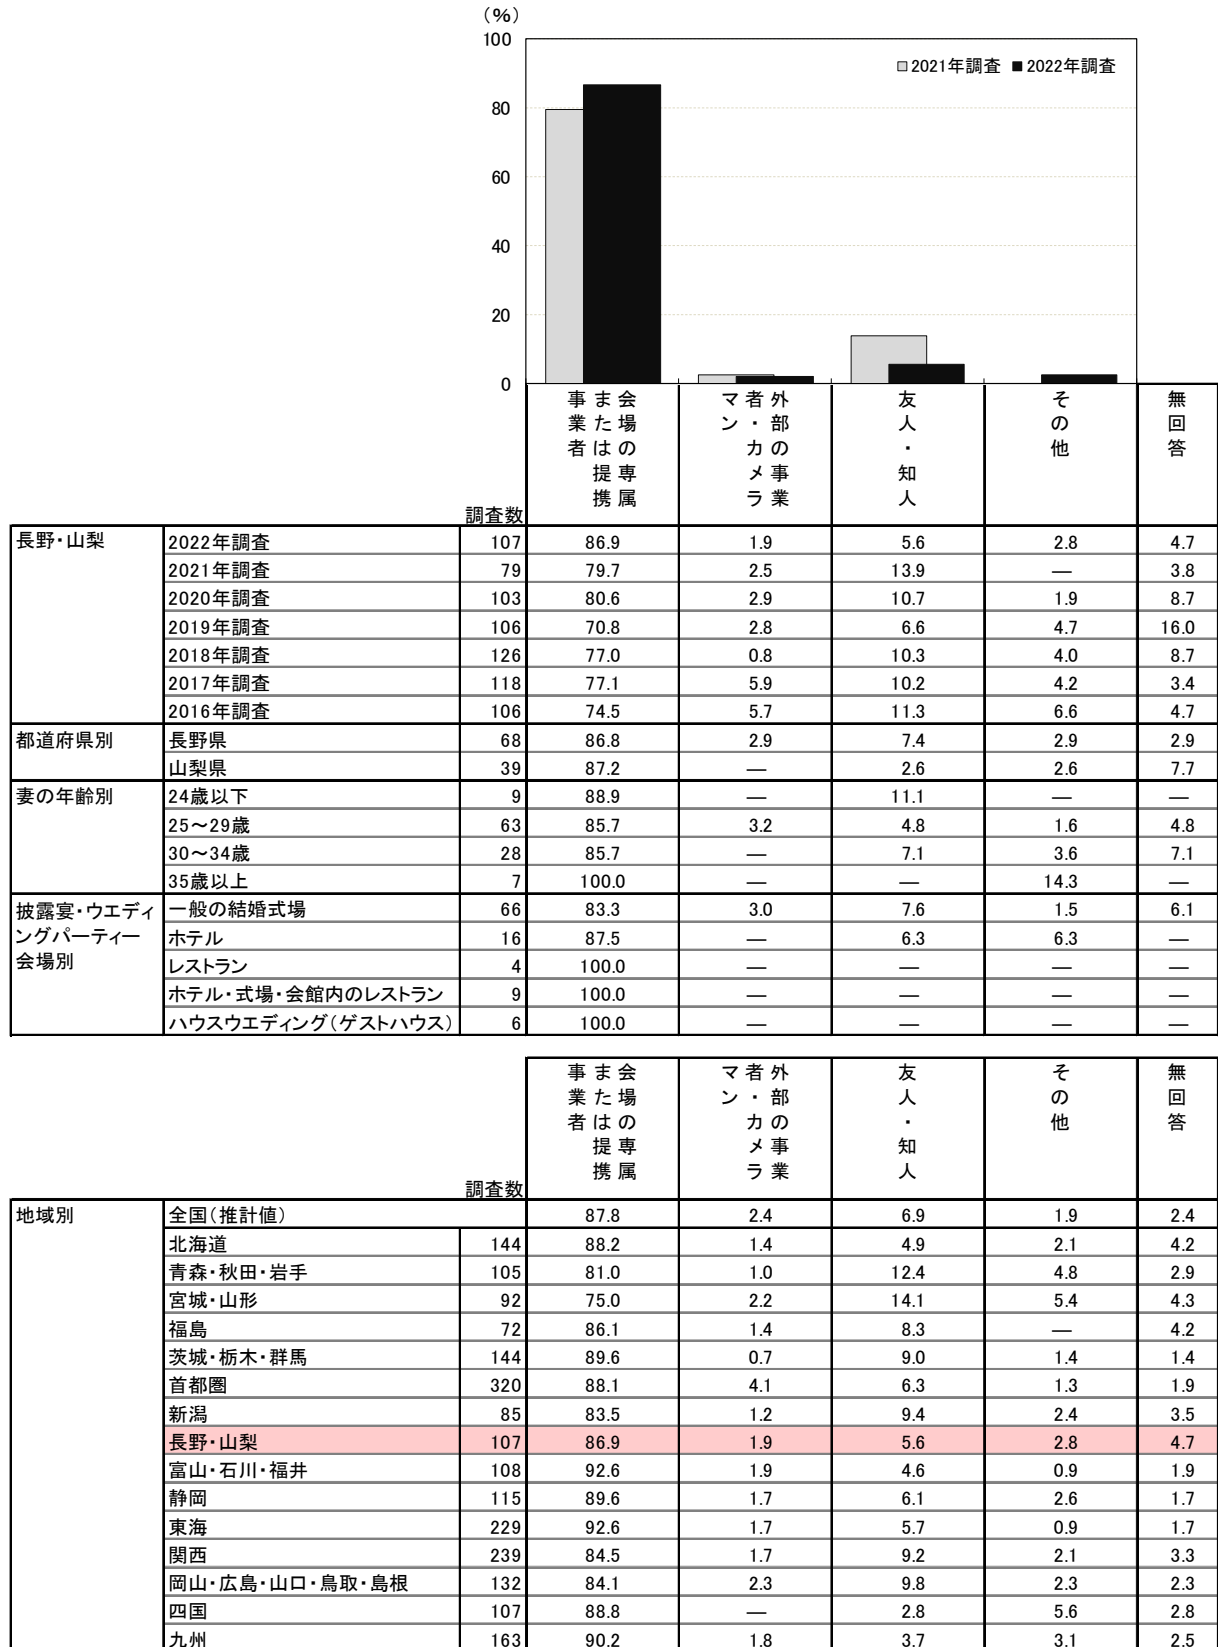 (%)
100
□2021年調査 ■2022年調査
80
60
40
20
0
会場の専属または提携事業者 外部の事業者・カメラマン 友人・知人 その他 無回答
調査数
長野・山梨 2022年調査 107 86.9 1.9 5.6 2.8 4.7
2021年調査 79 79.7 2.5 13.9 — 3.8
2020年調査 103 80.6 2.9 10.7 1.9 8.7
2019年調査 106 70.8 2.8 6.6 4.7 16.0
2018年調査 126 77.0 0.8 10.3 4.0 8.7
2017年調査 118 77.1 5.9 10.2 4.2 3.4
2016年調査 106 74.5 5.7 11.3 6.6 4.7
都道府県別 長野県 68 86.8 2.9 7.4 2.9 2.9
山梨県 39 87.2 — 2.6 2.6 7.7
妻の年齢別 24歳以下 9 88.9 — 11.1 — —
25～29歳 63 85.7 3.2 4.8 1.6 4.8
30～34歳 28 85.7 — 7.1 3.6 7.1
35歳以上 7 100.0 — — 14.3 —
披露宴・ウエディングパーティー会場別 一般の結婚式場 66 83.3 3.0 7.6 1.5 6.1
ホテル 16 87.5 — 6.3 6.3 —
レストラン 4 100.0 — — — —
ホテル・式場・会館内のレストラン 9 100.0 — — — —
ハウスウエディング(ゲストハウス) 6 100.0 — — — —
会場の専属または提携事業者 外部の事業者・カメラマン 友人・知人 その他 無回答
調査数
地域別 全国(推計値) 87.8 2.4 6.9 1.9 2.4
北海道 144 88.2 1.4 4.9 2.1 4.2
青森・秋田・岩手 105 81.0 1.0 12.4 4.8 2.9
宮城・山形 92 75.0 2.2 14.1 5.4 4.3
福島 72 86.1 1.4 8.3 — 4.2
茨城・栃木・群馬 144 89.6 0.7 9.0 1.4 1.4
首都圏 320 88.1 4.1 6.3 1.3 1.9
新潟 85 83.5 1.2 9.4 2.4 3.5
長野・山梨 107 86.9 1.9 5.6 2.8 4.7
富山・石川・福井 108 92.6 1.9 4.6 0.9 1.9
静岡 115 89.6 1.7 6.1 2.6 1.7
東海 229 92.6 1.7 5.7 0.9 1.7
関西 239 84.5 1.7 9.2 2.1 3.3
岡山・広島・山口・鳥取・島根 132 84.1 2.3 9.8 2.3 2.3
四国 107 88.8 — 2.8 5.6 2.8
九州 163 90.2 1.8 3.7 3.1 2.5